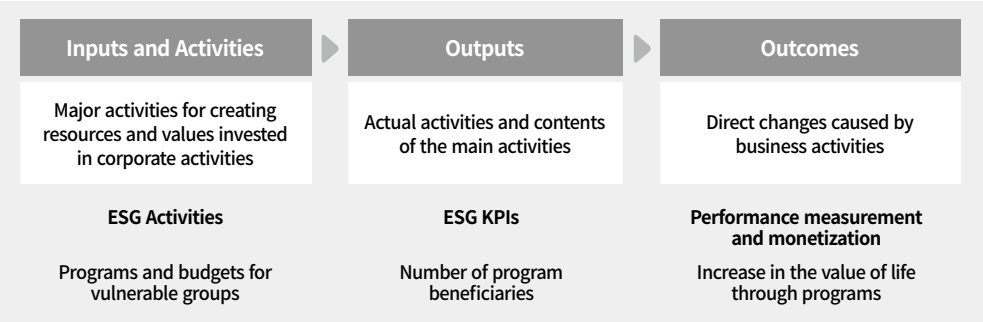 Inputs and Activities
Outputs
Outcomes
Major activities for creating
resources and values invested
in corporate activities
Actual activities and contents
of the main activities
Direct changes caused by
business activities
ESG Activities
ESG KPIs
Performance measurement
and monetization
Programs and budgets for
vulnerable groups
Number of program
beneficiaries
Increase in the value of life
through programs